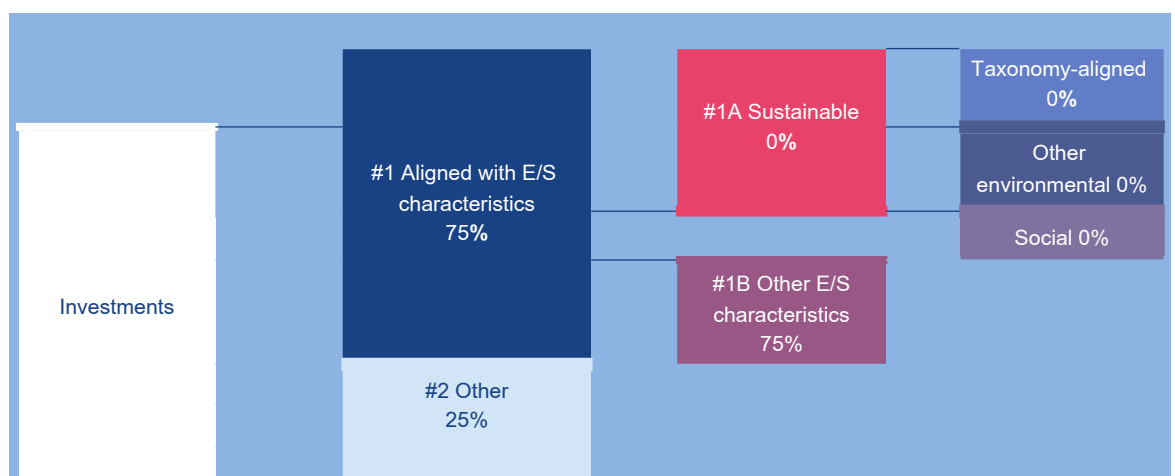 Investments
#1 Aligned with E/S
characteristics
75%
#2 Other
25%
#1A Sustainable
0%
#1B Other E/S
characteristics
75%
Taxonomy-aligned
0%
Other
environmental 0%
Social 0%